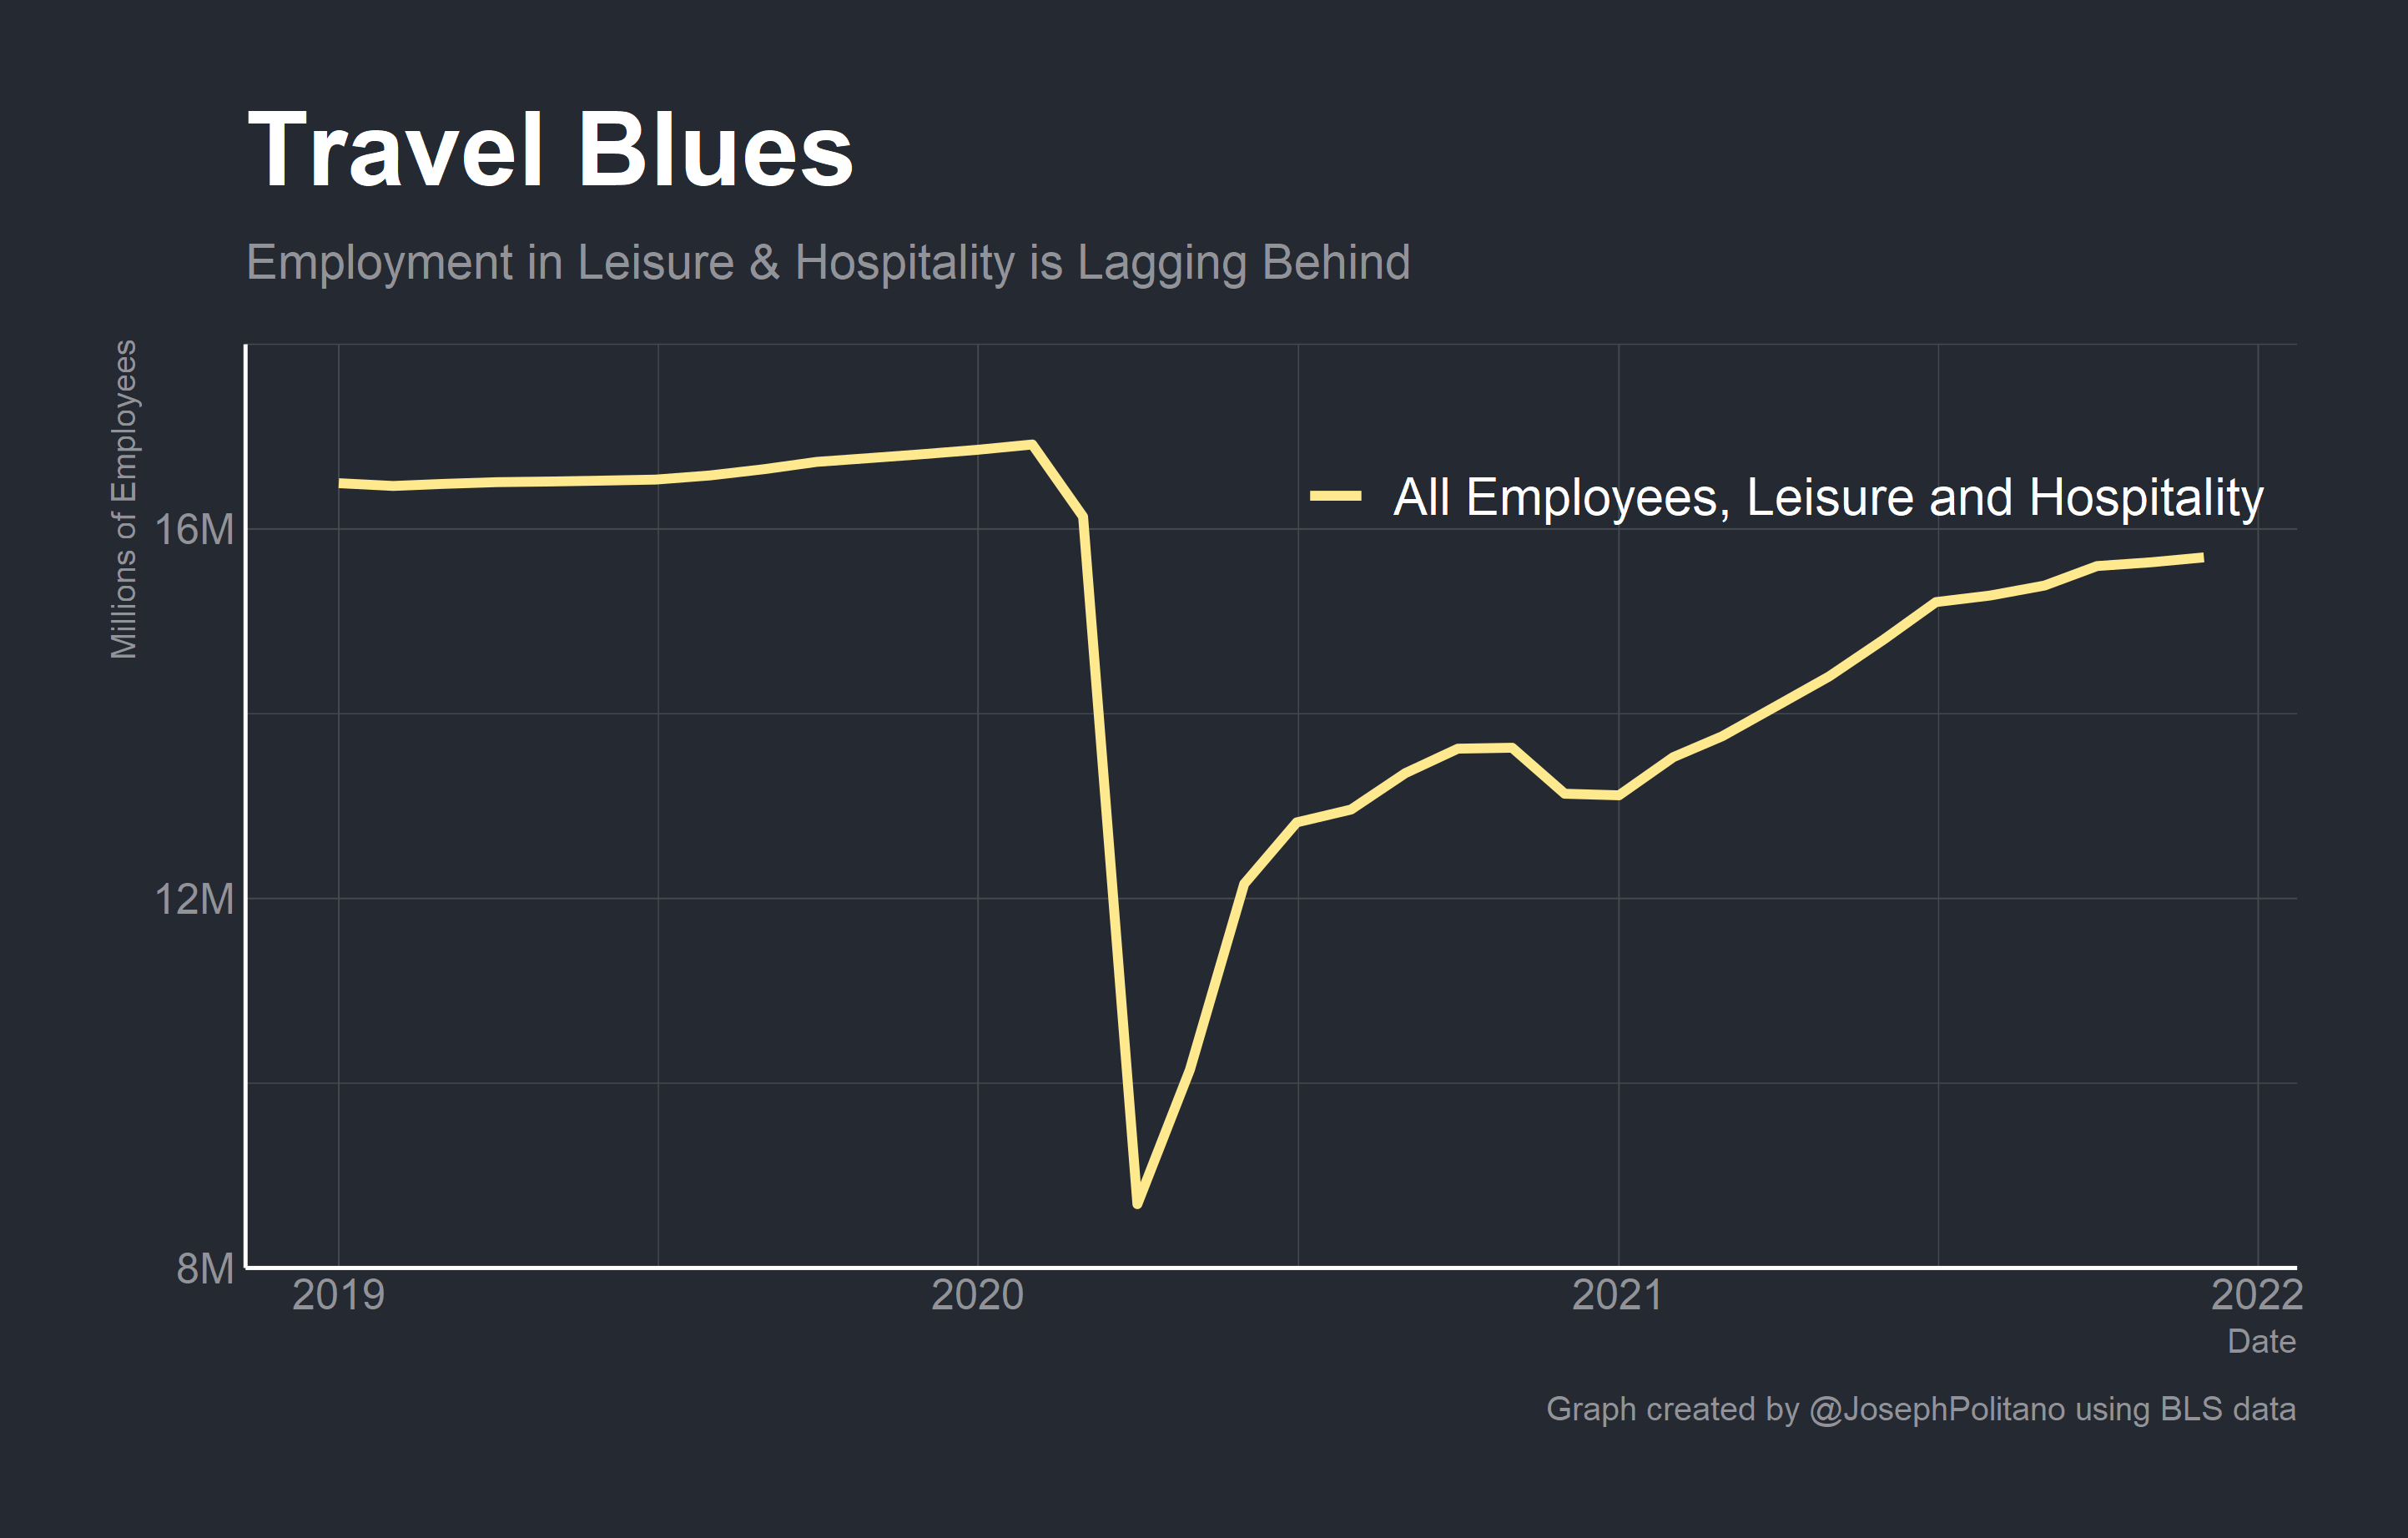 Travel Blues
Employment in Leisure & Hospitality is Lagging Behind
Millions of Employees
All Employees, Leisure and Hospitality
16M
12M
8M
2019
2020
2021
2022
Date
Graph created by @JosephPolitano using BLS data